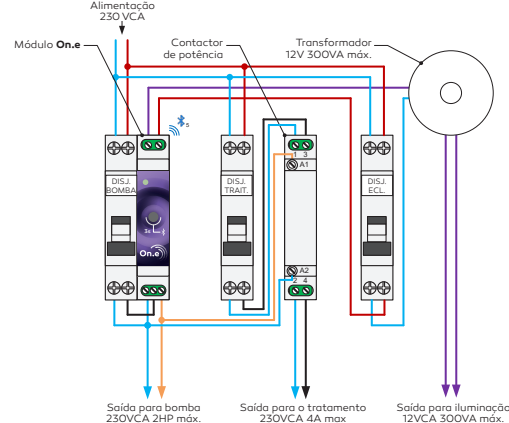 Alimentação
230 VCA
Módulo On.e
Contactor
de potência
Transformador
12V 300VA máx.
5
DISJ.
BOMBA
3s
On.e
DISJ.
TRAIT.
1 3
A1
A2
2 4
DISJ.
ECL.
Saída para bomba
230VCA 2HP máx.
Saída para o tratamento
230VCA 4A max
Saída para iluminação
12VCA 300VA máx.